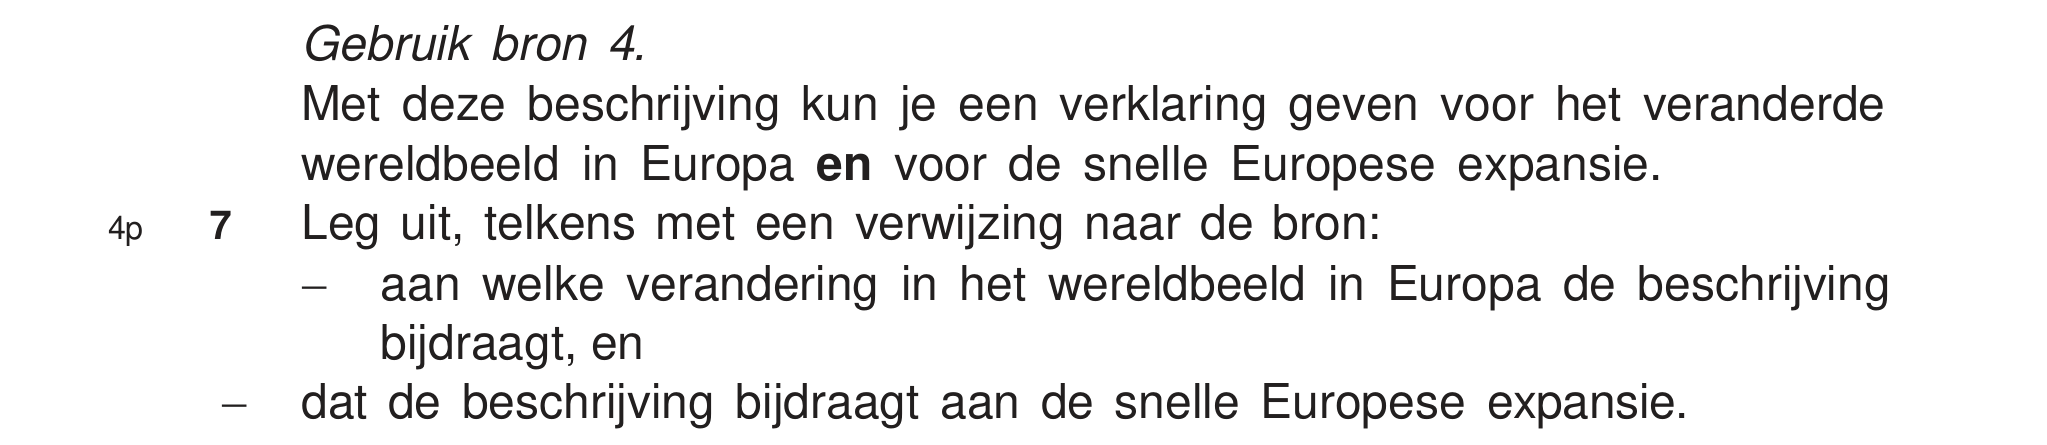 Gebruik bron 4.
Met deze beschrijving kun je een verklaring geven voor het veranderde
wereldbeeld in Europa en voor de snelle Europese expansie.
4p 7 Leg uit, telkens met een verwijzing naar de bron:
– aan welke verandering in het wereldbeeld in Europa de beschrijving
bijdraagt, en
– dat de beschrijving bijdraagt aan de snelle Europese expansie.